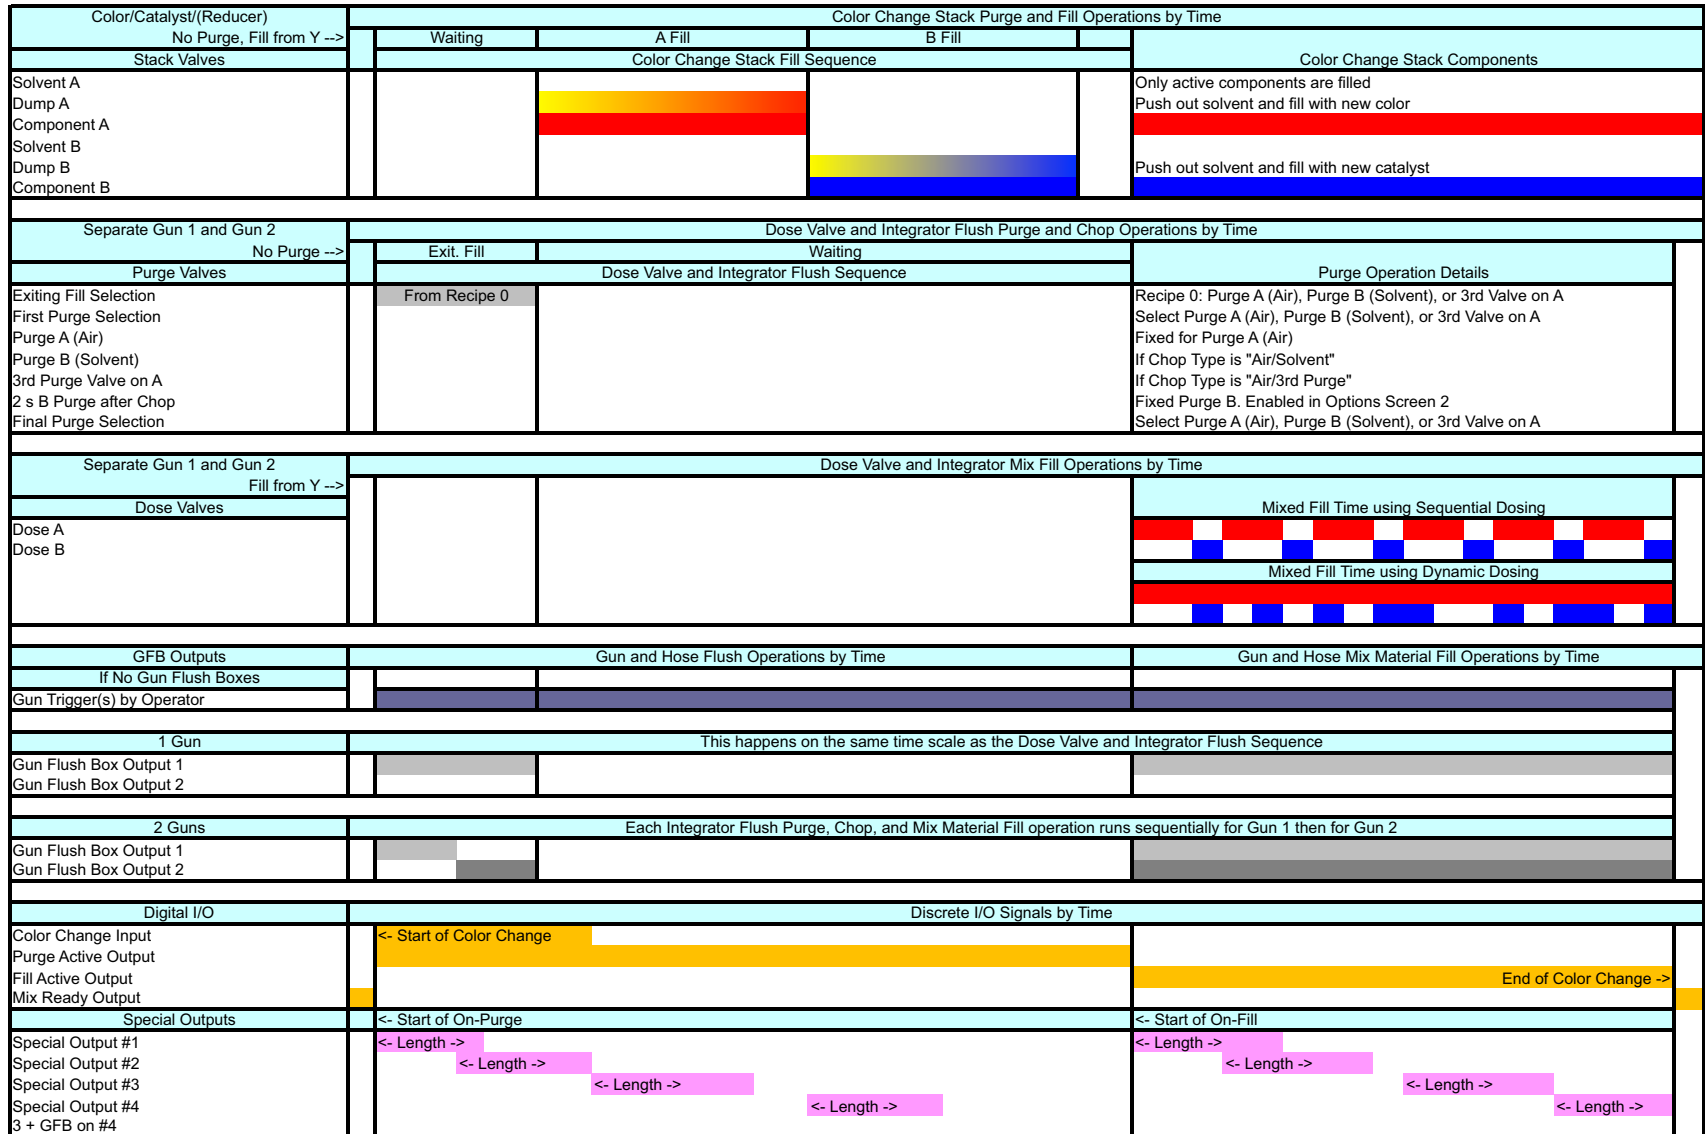 Color/Catalyst/(Reducer)
Color Change Stack Purge and Fill Operations by Time
No Purge, Fill from Y -->
Waiting
A Fill
B Fill
Stack Valves
Color Change Stack Fill Sequence
Color Change Stack Components
Solvent A
Only active components are filled
Dump A
Push out solvent and fill with new color
Component A
Solvent B
Dump B
Push out solvent and fill with new catalyst
Component B
Separate Gun 1 and Gun 2
Dose Valve and Integrator Flush Purge and Chop Operations by Time
No Purge -->
Exit. Fill
Waiting
Purge Valves
Dose Valve and Integrator Flush Sequence
Purge Operation Details
Exiting Fill Selection
From Recipe 0
Recipe 0: Purge A (Air), Purge B (Solvent), or 3rd Valve on A
First Purge Selection
Select Purge A (Air), Purge B (Solvent), or 3rd Valve on A
Purge A (Air)
Fixed for Purge A (Air)
Purge B (Solvent)
If Chop Type is "Air/Solvent"
3rd Purge Valve on A
If Chop Type is "Air/3rd Purge"
2 s B Purge after Chop
Fixed Purge B. Enabled in Options Screen 2
Final Purge Selection
Select Purge A (Air), Purge B (Solvent), or 3rd Valve on A
Separate Gun 1 and Gun 2
Dose Valve and Integrator Mix Fill Operations by Time
Fill from Y -->
Dose Valves
Mixed Fill Time using Sequential Dosing
Dose A
Dose B
Mixed Fill Time using Dynamic Dosing
GFB Outputs
Gun and Hose Flush Operations by Time
Gun and Hose Mix Material Fill Operations by Time
If No Gun Flush Boxes
Gun Trigger(s) by Operator
1 Gun
This happens on the same time scale as the Dose Valve and Integrator Flush Sequence
Gun Flush Box Output 1
Gun Flush Box Output 2
2 Guns
Each Integrator Flush Purge, Chop, and Mix Material Fill operation runs sequentially for Gun 1 then for Gun 2
Gun Flush Box Output 1
Gun Flush Box Output 2
Digital I/O
Discrete I/O Signals by Time
Color Change Input
<- Start of Color Change
Purge Active Output
Fill Active Output
End of Color Change ->
Mix Ready Output
Special Outputs
<- Start of On-Purge
<- Start of On-Fill
Special Output #1
<- Length ->
<- Length ->
Special Output #2
<- Length ->
<- Length ->
Special Output #3
<- Length ->
<- Length ->
Special Output #4
<- Length ->
<- Length ->
3 + GFB on #4